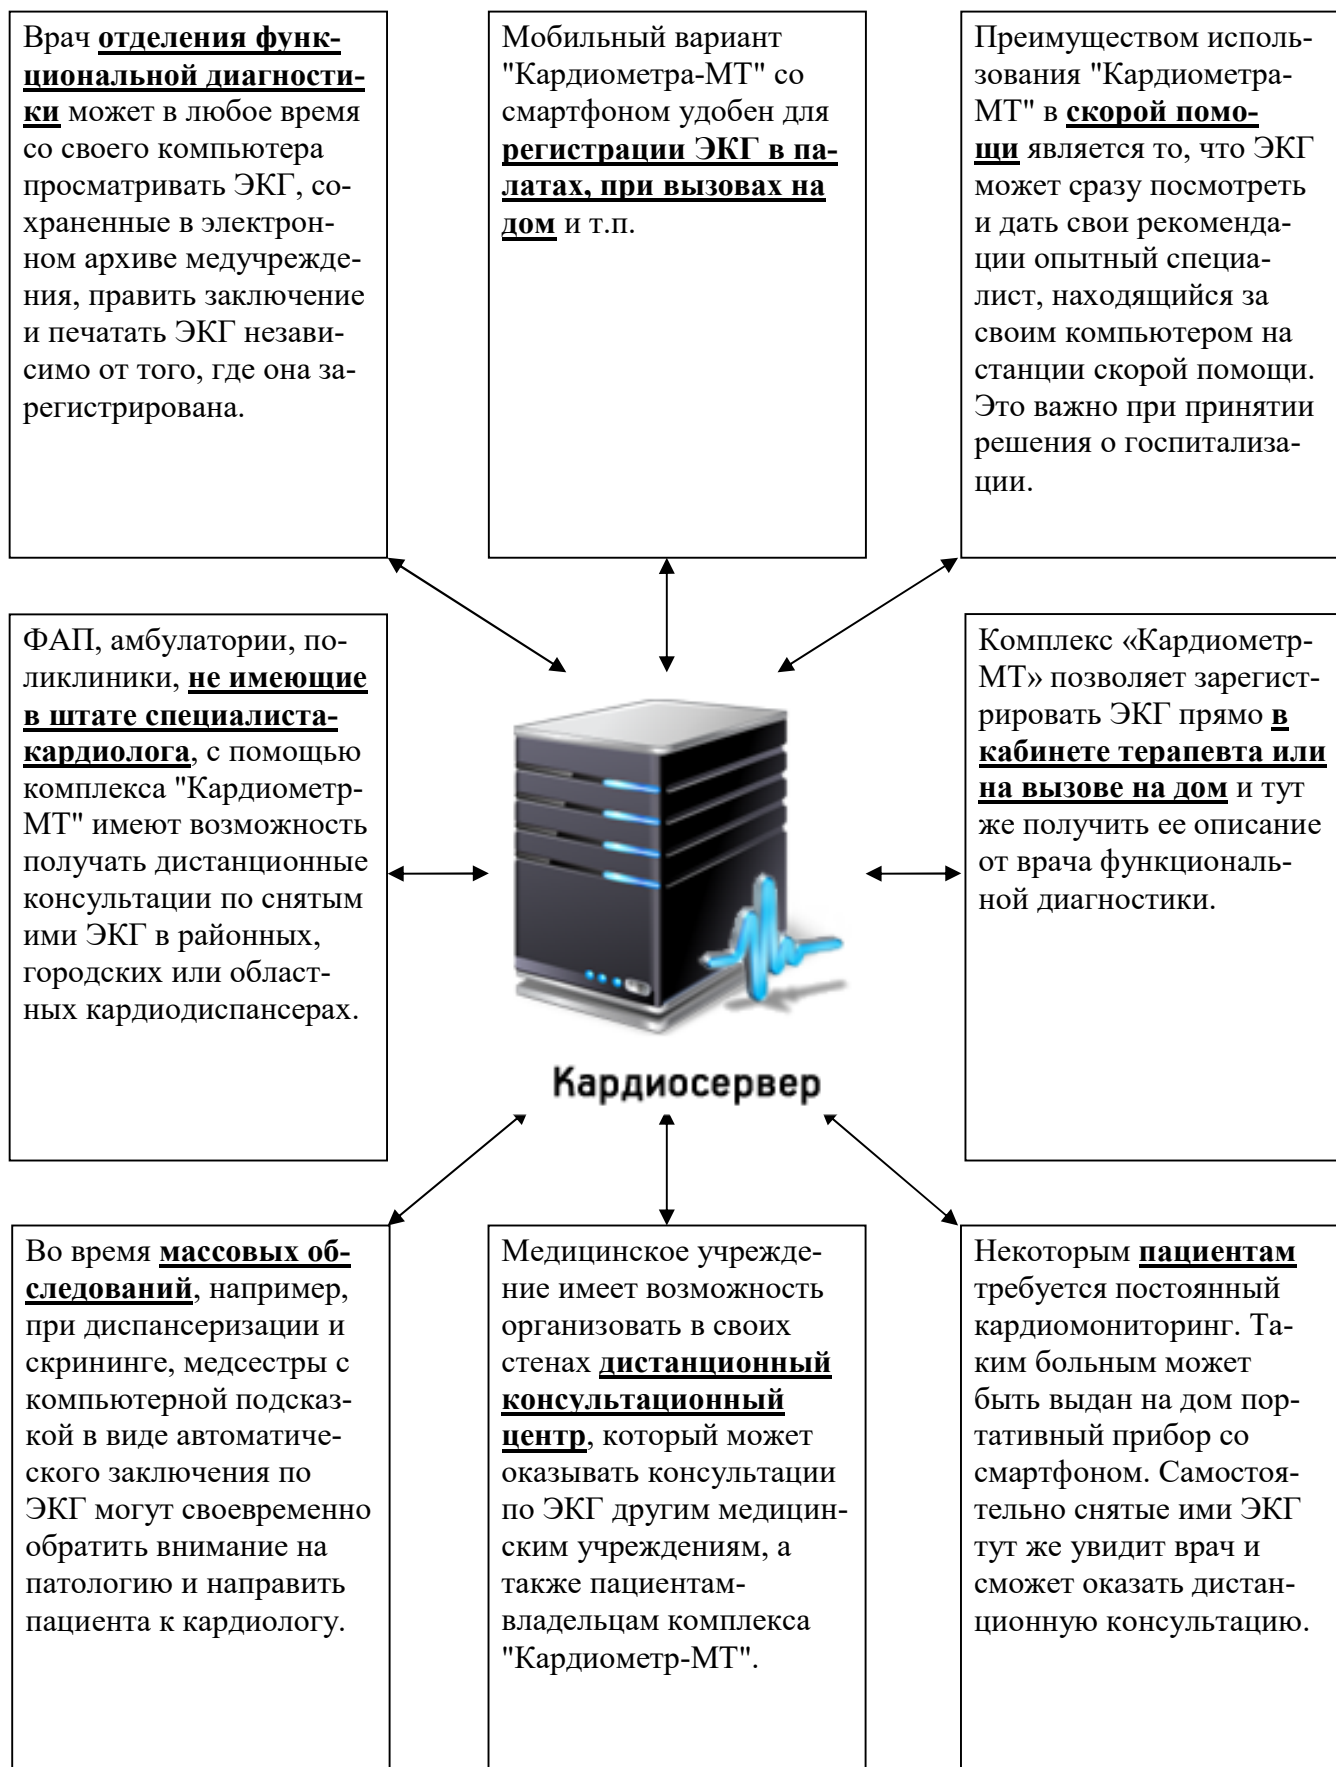 Врач отделения функ-
циональной диагности-
ки может в любое время
со своего компьютера
просматривать ЭКГ, со-
храненные в электрон-
ном архиве медучрежде-
ния, править заключение
и печатать ЭКГ незави-
симо от того, где она за-
регистрирована.
Мобильный вариант
"Кардиометра-МТ" со
смартфоном удобен для
регистрации ЭКГ в па-
латах, при вызовах на
дом и т.п.
Преимуществом исполь-
зования "Кардиометра-
МТ" в скорой помо-
щи является то, что ЭКГ
может сразу посмотреть
и дать свои рекоменда-
ции опытный специа-
лист, находящийся за
своим компьютером на
станции скорой помощи.
Это важно при принятии
решения о госпитализа-
ции.
ФАП, амбулатории, по-
ликлиники, не имеющие
в штате специалиста-
кардиолога, с помощью
комплекса "Кардиометр-
МТ" имеют возможность
получать дистанционные
консультации по снятым
ими ЭКГ в районных,
городских или област-
ных кардиодиспансерах.
Кардиосервер
Комплекс «Кардиометр-
МТ» позволяет зарегист-
рировать ЭКГ прямо в
кабинете терапевта или
на вызове на дом и тут
же получить ее описание
от врача функциональ-
ной диагностики.
Во время массовых об-
следований, например,
при диспансеризации и
скрининге, медсестры с
компьютерной подсказ-
кой в виде автоматиче-
ского заключения по
ЭКГ могут своевременно
обратить внимание на
патологию и направить
пациента к кардиологу.
Медицинское учрежде-
ние имеет возможность
организовать в своих
стенах дистанционный
консультационный
центр, который может
оказывать консультации
по ЭКГ другим медицин-
ским учреждениям, а
также пациентам-
владельцам комплекса
"Кардиометр-МТ".
Некоторым пациентам
требуется постоянный
кардиомониторинг. Та-
ким больным может
быть выдан на дом пор-
тативный прибор со
смартфоном. Самостоя-
тельно снятые ими ЭКГ
тут же увидит врач и
сможет оказать дистан-
ционную консультацию.